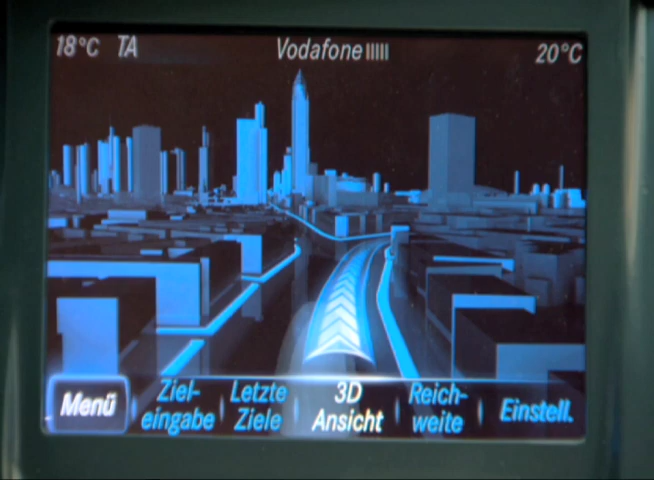 18°C TA Vodafone 20°C
Menü
Ziel-
eingabe
Letzte
Ziele
3D
Ansicht
Reich-
weite
Einstell.